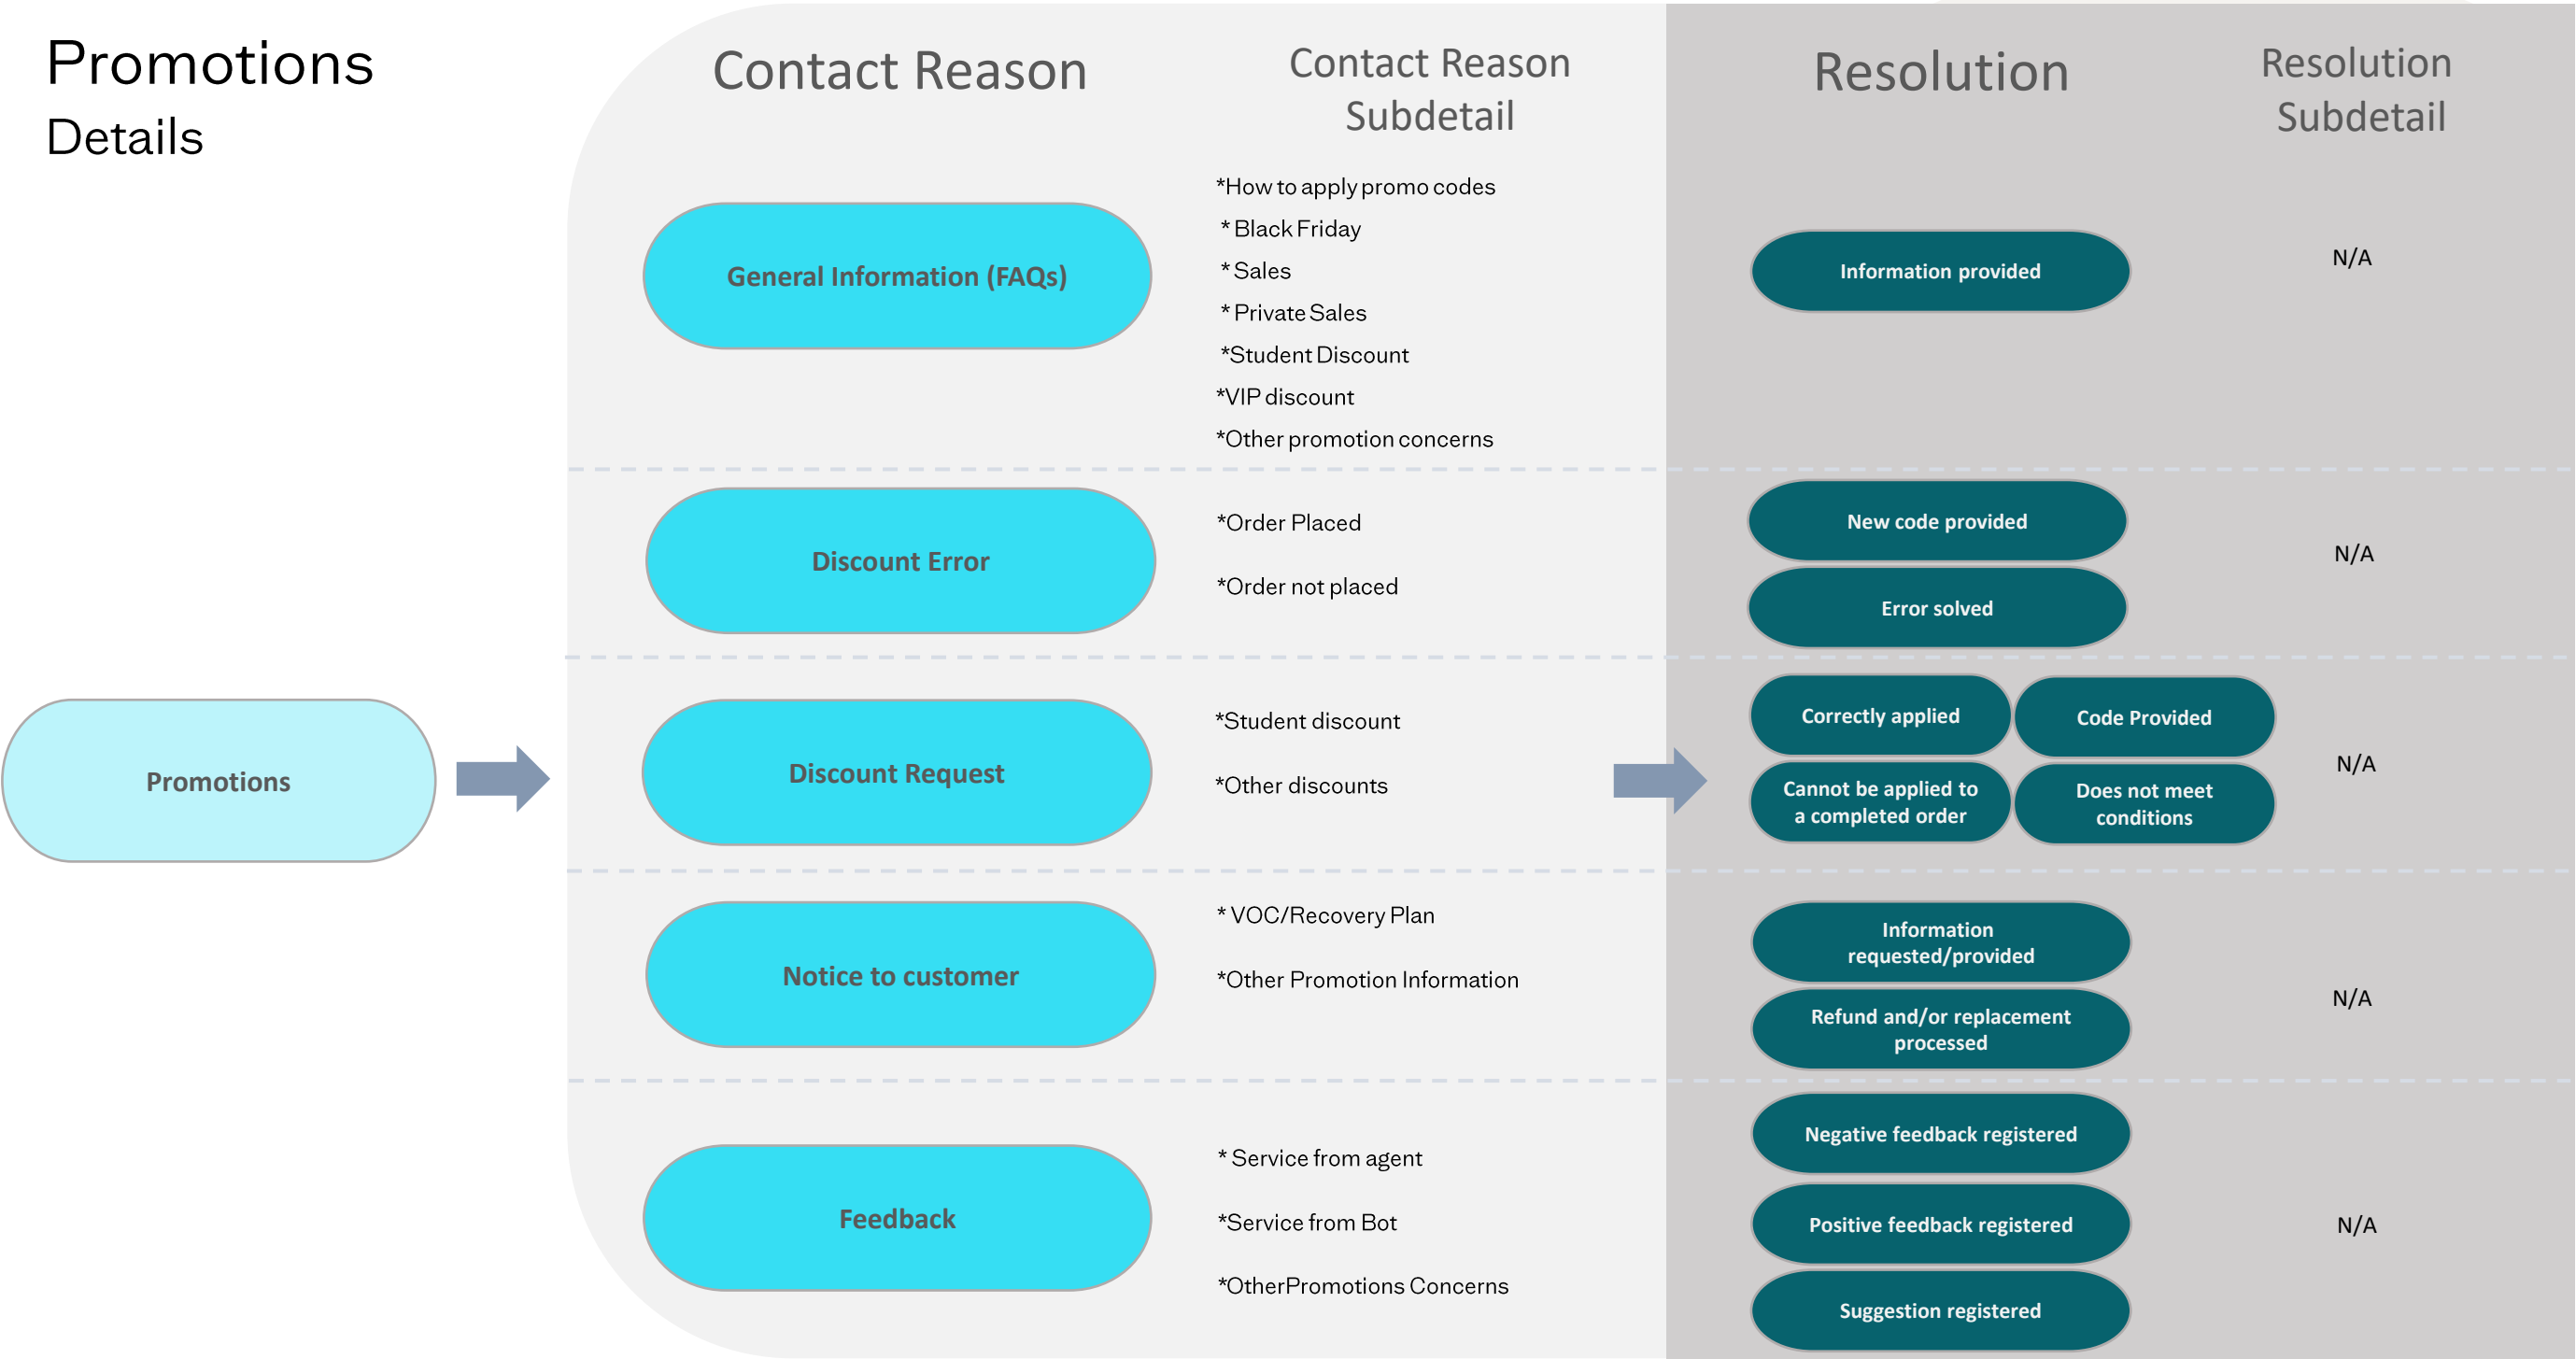 Promotions
Details
Contact Reason
Contact Reason
Subdetail
Resolution
Resolution
Subdetail
Promotions
General Information (FAQs)
*How to apply promo codes
* Black Friday
* Sales
* Private Sales
*Student Discount
*VIP discount
*Other promotion concerns
Information provided
N/A
Discount Error
*Order Placed
*Order not placed
New code provided
Error solved
N/A
Discount Request
*Student discount
*Other discounts
Correctly applied
Code Provided
Cannot be applied to
a completed order
Does not meet
conditions
N/A
Notice to customer
* VOC/Recovery Plan
*Other Promotion Information
Information
requested/provided
Refund and/or replacement
processed
N/A
Feedback
* Service from agent
*Service from Bot
*OtherPromotions Concerns
Negative feedback registered
Positive feedback registered
Suggestion registered
N/A